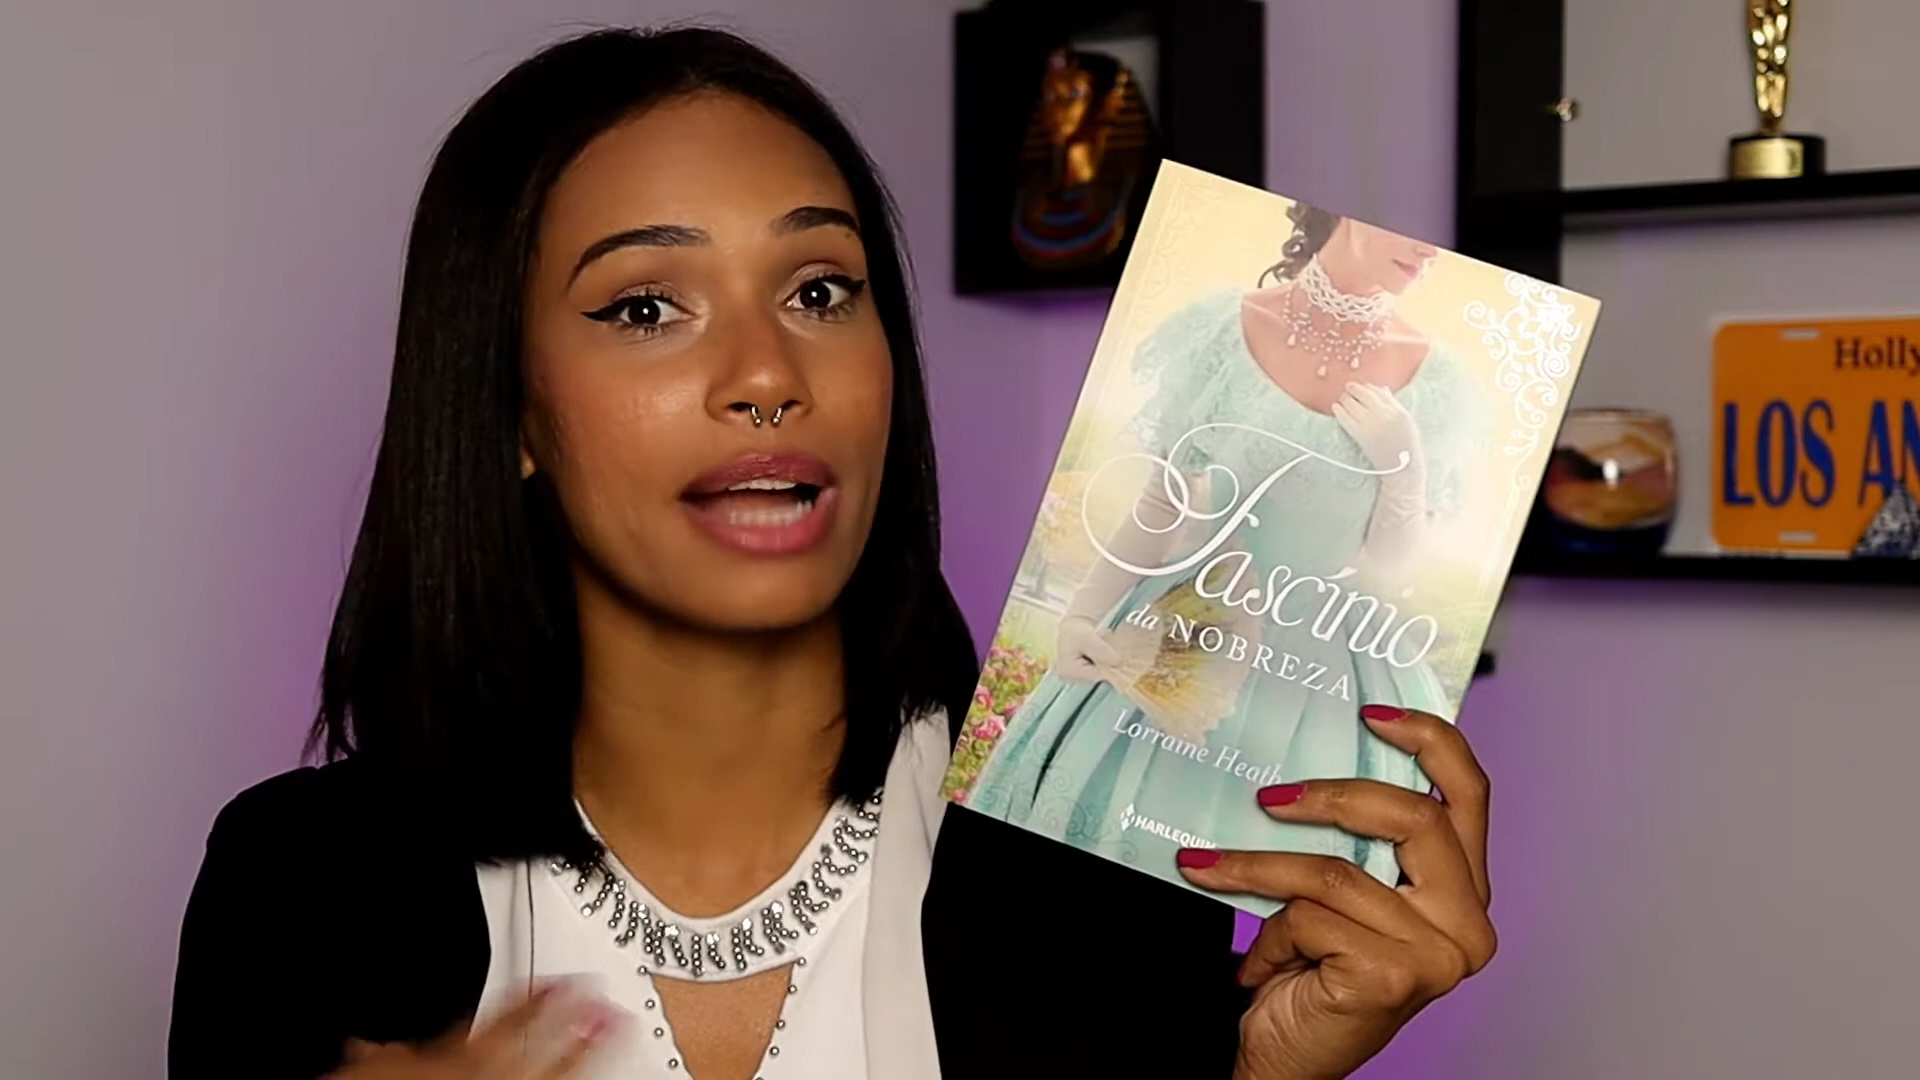 Fascínio
da NOBREZA
Lorraine Heath
HARLEQUIN
Holly
LOS AN